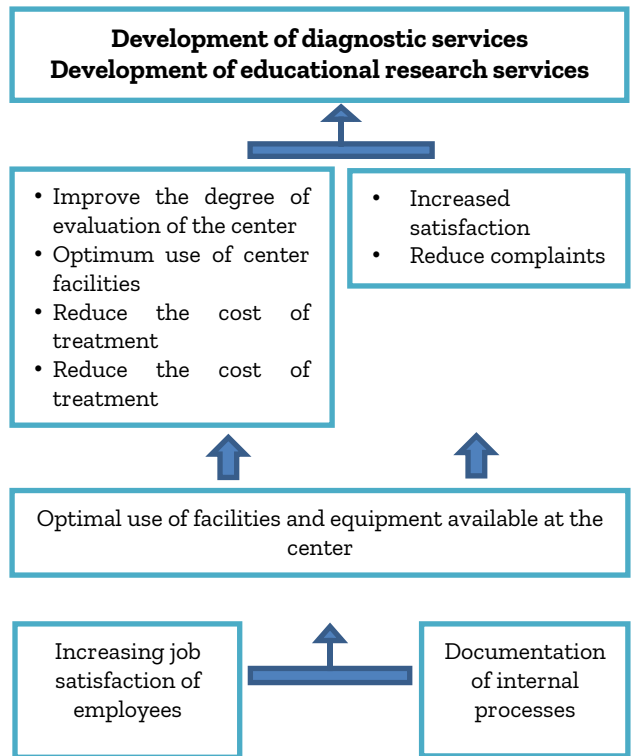 Development of diagnostic services
Development of educational research services
• Improve the degree of
evaluation of the center
• Optimum use of center
facilities
• Reduce the cost of
treatment
• Reduce the cost of
treatment
• Increased
satisfaction
• Reduce complaints
Optimal use of facilities and equipment available at the
center
Increasing job
satisfaction of
employees
Documentation
of internal
processes